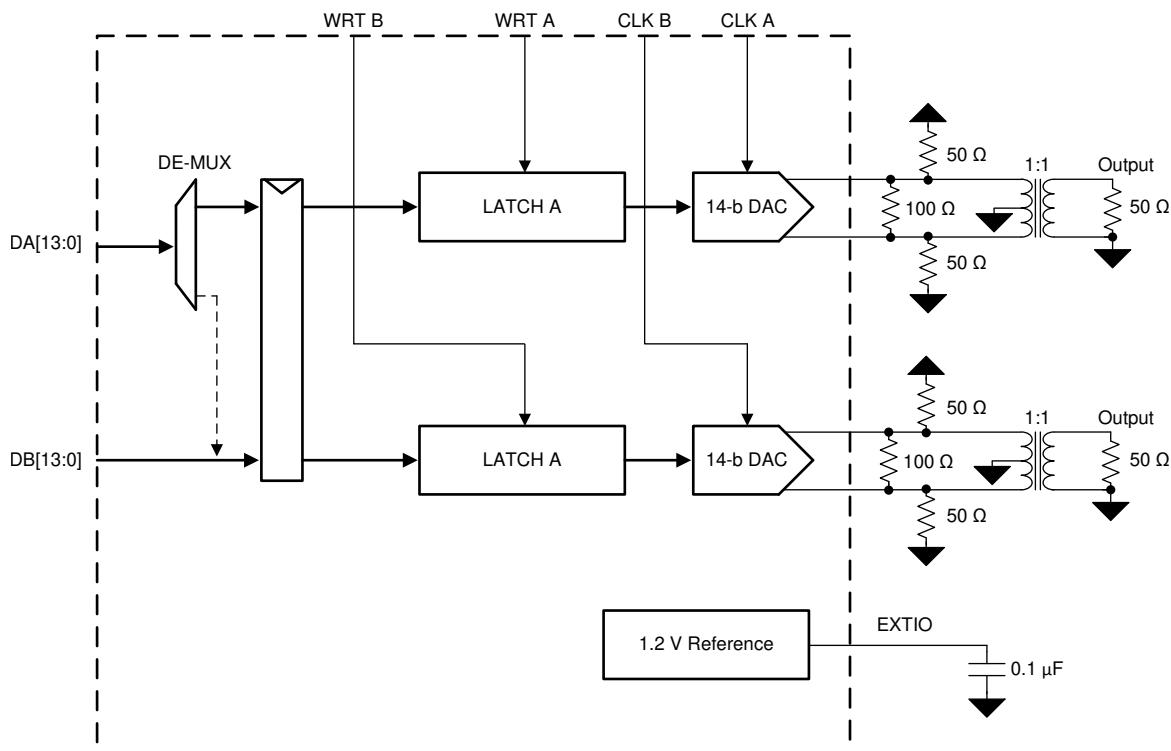 WRT B
WRT A
CLK B
CLK A
DE-MUX
50 Ω
1:1
Output
DA[13:0]
LATCH A
14-b DAC
100 Ω
50 Ω
50 Ω
50 Ω
1:1
Output
DB[13:0]
LATCH A
14-b DAC
100 Ω
50 Ω
50 Ω
1.2 V Reference
EXTIO
0.1 µF